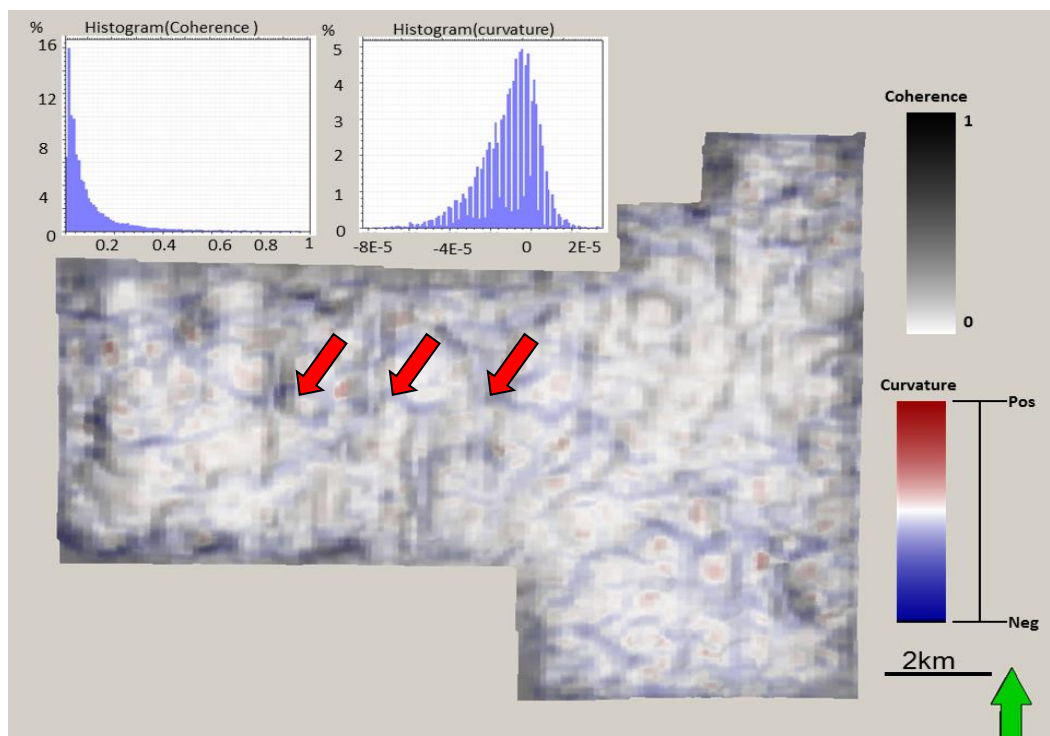 % Histogram(Coherence )
16
12
8
4
0
0.2 0.4 0.6 0.8 1
% Histogram(curvature)
5
4
3
2
1
0
-8E-5 -4E-5 0 2E-5
Coherence
1
0
Curvature
Pos
Neg
2km